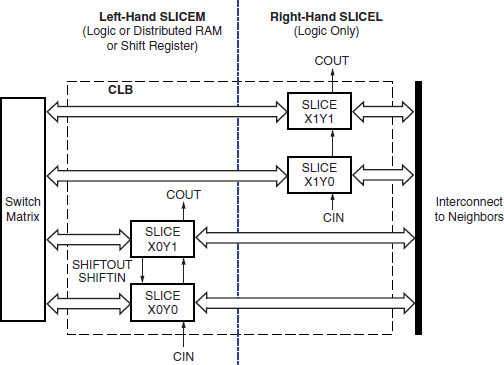 Left-Hand SLICEM
(Logic or Distributed RAM
or Shift Register)
Right-Hand SLICEL
(Logic Only)
COUT
CLB
SLICE
X1Y1
SLICE
X1Y0
Switch
Matrix
COUT
CIN
Interconnect
to Neighbors
SLICE
X0Y1
SHIFTOUT
SHIFTIN
SLICE
X0Y0
CIN